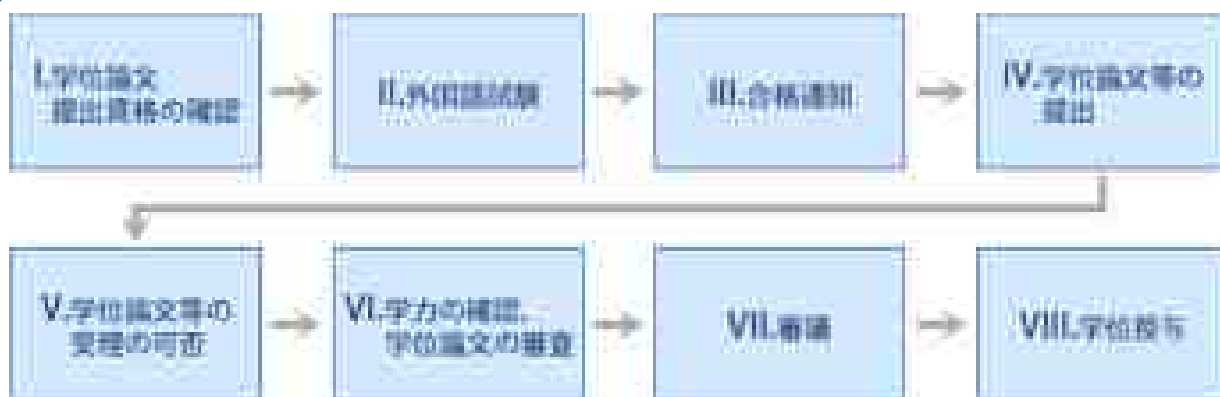 I.学位論文
提出資格の確認
II.外国語試験
III.合格通知
IV.学位論文等の
提出
V.学位論文等の
受理の可否
VI.学力の確認、
学位論文の審査
VII.審議
VIII.学位授与